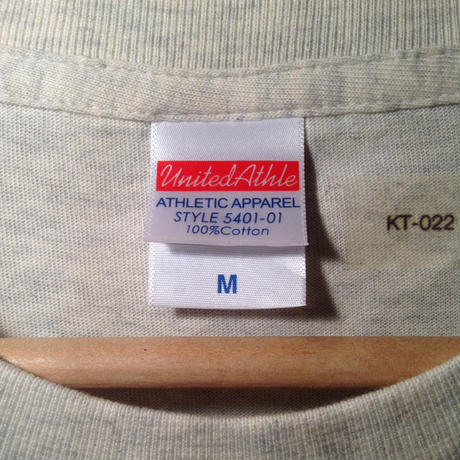 UnitedAthle
ATHLETIC APPAREL
STYLE 5401-01
100%Cotton
M
KT-022